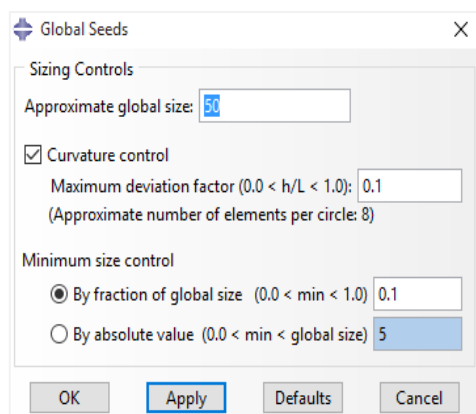 Global Seeds
Sizing Controls
Approximate global size: 50
Curvature control
Maximum deviation factor (0.0 < h/L < 1.0): 0.1
(Approximate number of elements per circle: 8)
Minimum size control
By fraction of global size (0.0 < min < 1.0) 0.1
By absolute value (0.0 < min < global size) 5
OK Apply Defaults Cancel